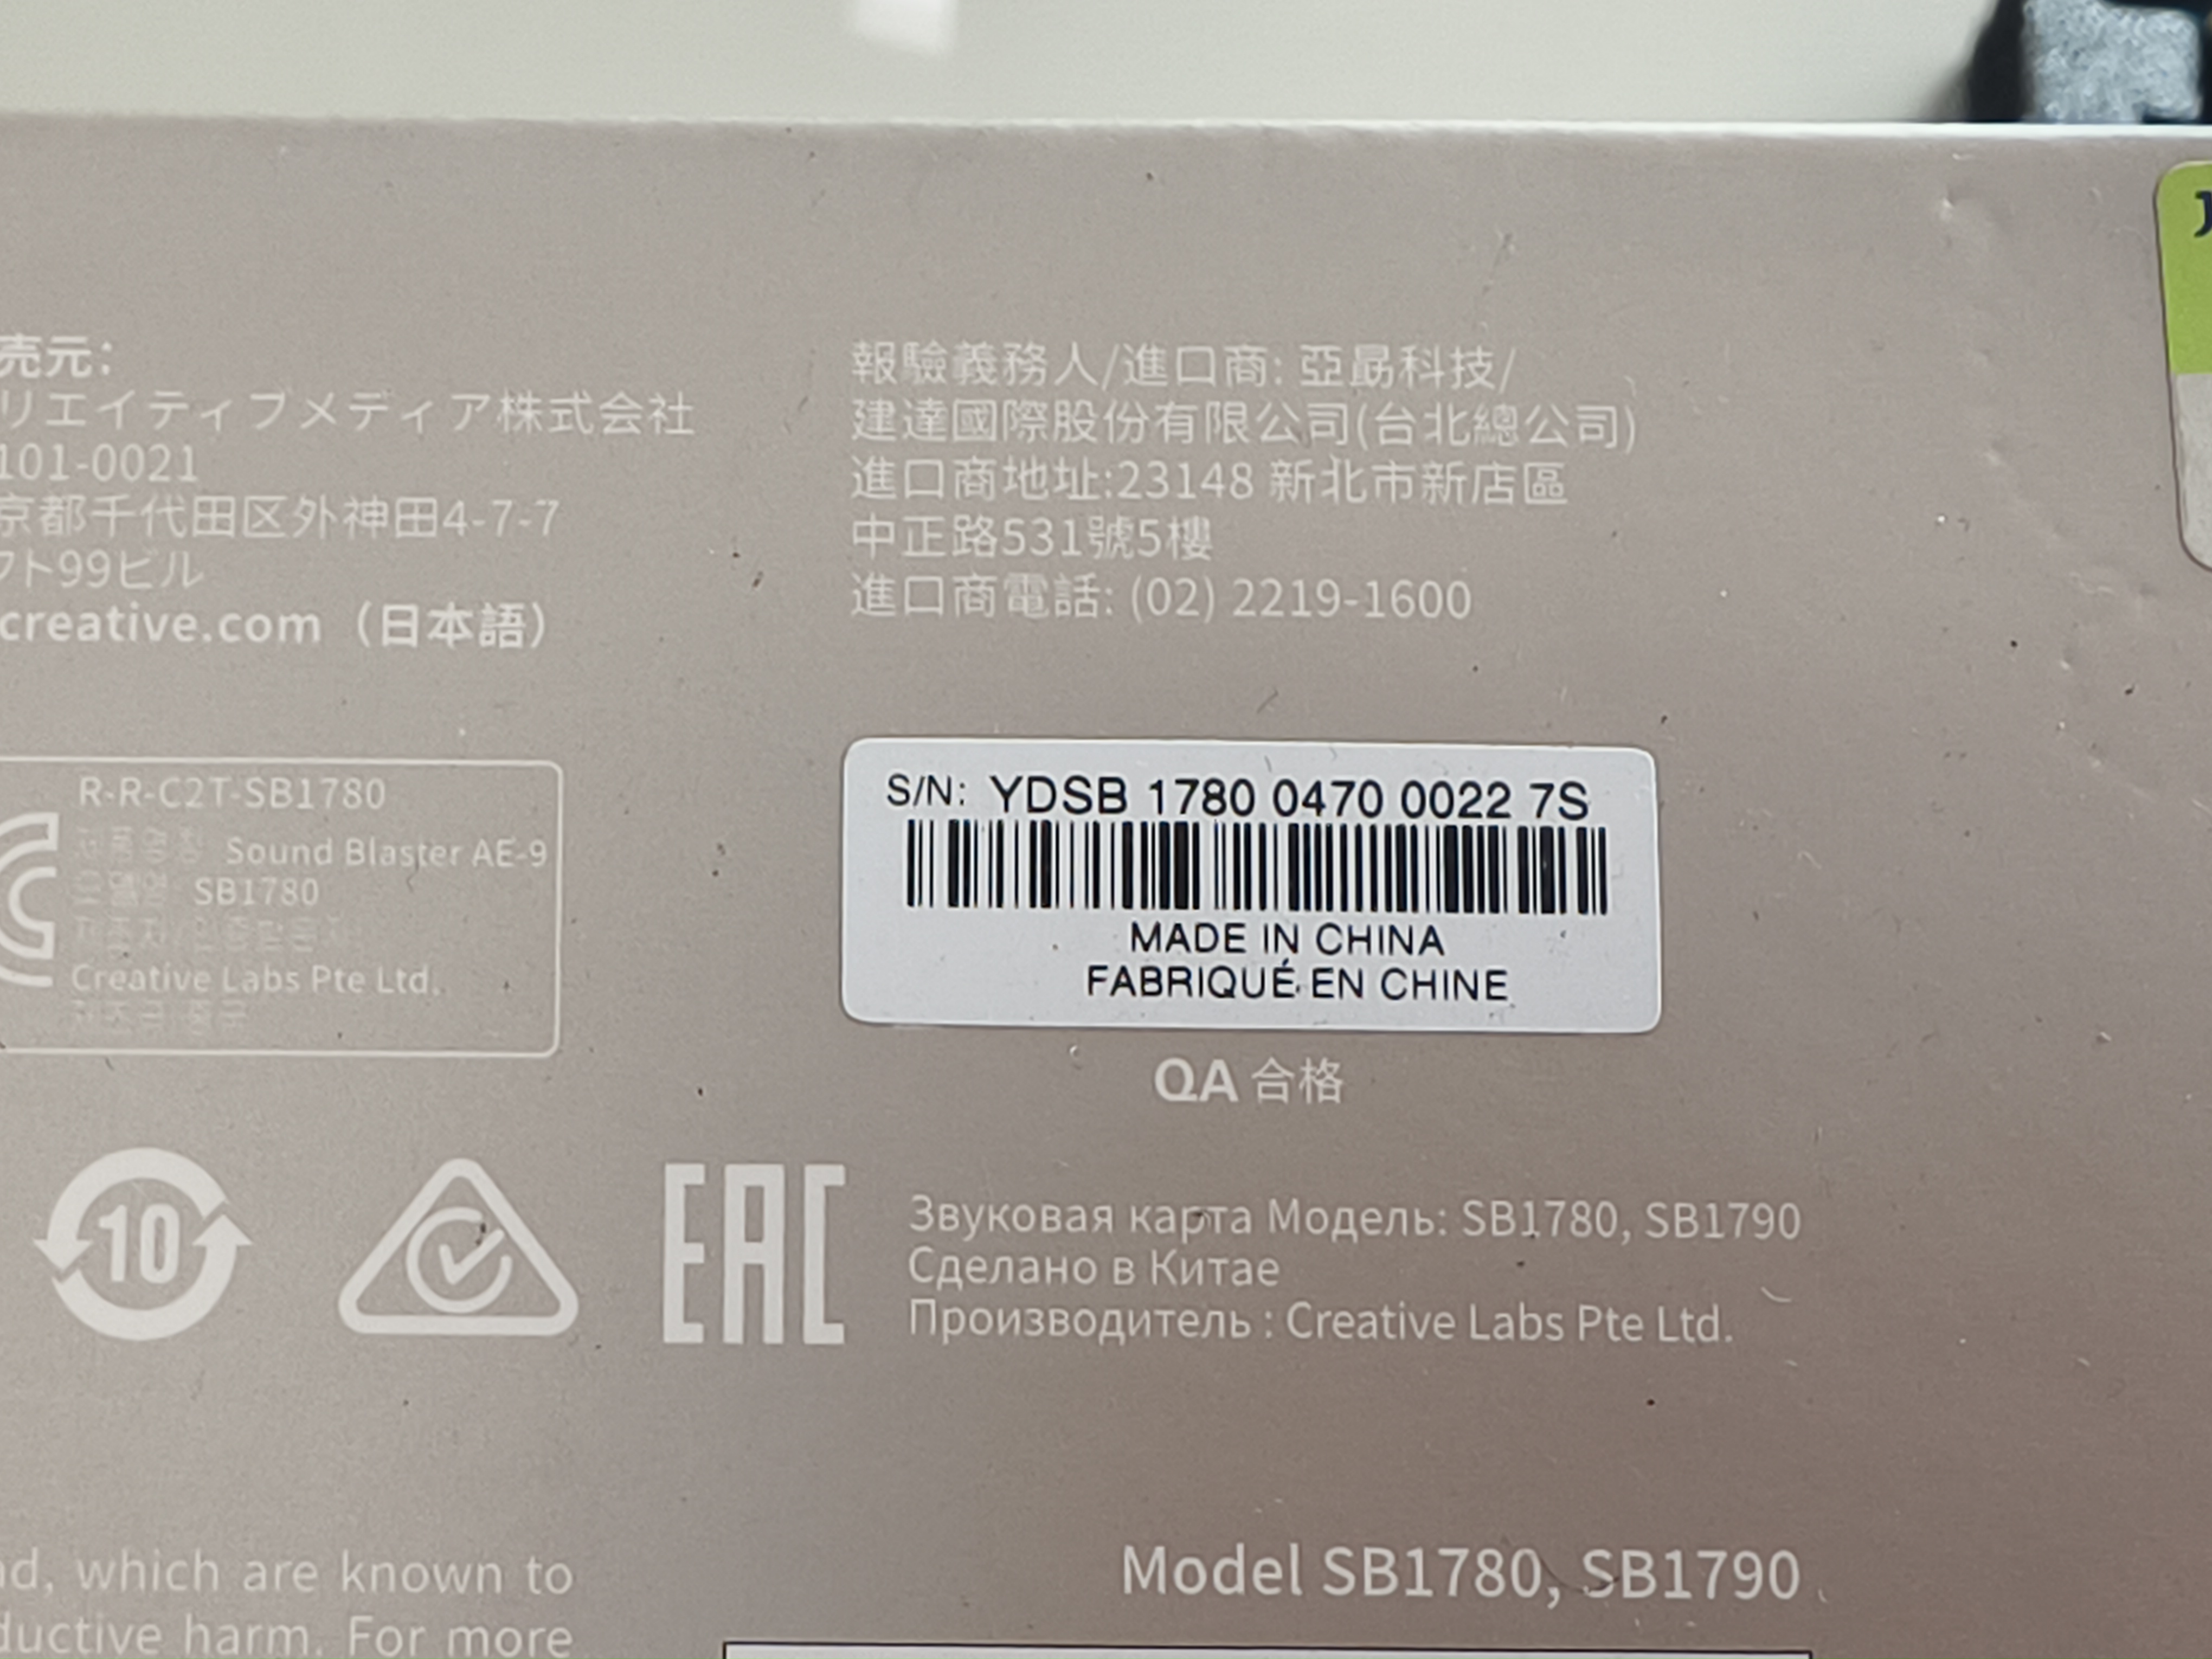 売元:
リエイティブメディア株式会社
101-0021
京都千代田区外神田4-7-7
フト99ビル
creative.com（日本語）
報驗義務人/進口商: 亞勗科技/
建達國際股份有限公司(台北總公司)
進口商地址:23148 新北市新店區
中正路531號5樓
進口商電話: (02) 2219-1600
R-R-C2T-SB1780
Sound Blaster AE-9
SB1780
Creative Labs Pte Ltd.
S/N: YDSB 1780 0470 0022 7S
MADE IN CHINA
FABRIQUÉ EN CHINE
QA 合格
10
EAC
Звуковая карта Модель: SB1780, SB1790
Сделано в Китае
Производитель : Creative Labs Pte Ltd.
which are known to
harm. For more
Model SB1780, SB1790